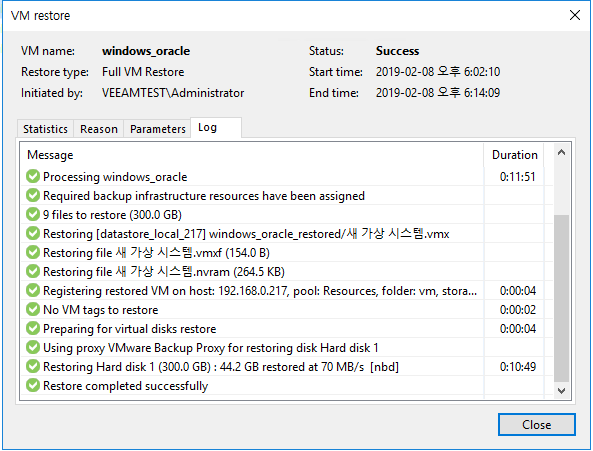 VM restore
VM name: windows_oracle Status: Success
Restore type: Full VM Restore Start time: 2019-02-08 오후 6:02:10
Initiated by: VEEAMTEST\Administrator End time: 2019-02-08 오후 6:14:09
Statistics Reason Parameters Log
Message Duration
Processing windows_oracle 0:11:51
Required backup infrastructure resources have been assigned
9 files to restore (300.0 GB)
Restoring [datastore_local_217] windows_oracle_restored/새 가상 시스템.vmx
Restoring file 새 가상 시스템.vmxf (154.0 B)
Restoring file 새 가상 시스템.nvram (264.5 KB)
Registering restored VM on host: 192.168.0.217, pool: Resources, folder: vm, stora... 0:00:04
No VM tags to restore 0:00:02
Preparing for virtual disks restore 0:00:04
Using proxy VMware Backup Proxy for restoring disk Hard disk 1
Restoring Hard disk 1 (300.0 GB) : 44.2 GB restored at 70 MB/s [nbd] 0:10:49
Restore completed successfully
Close